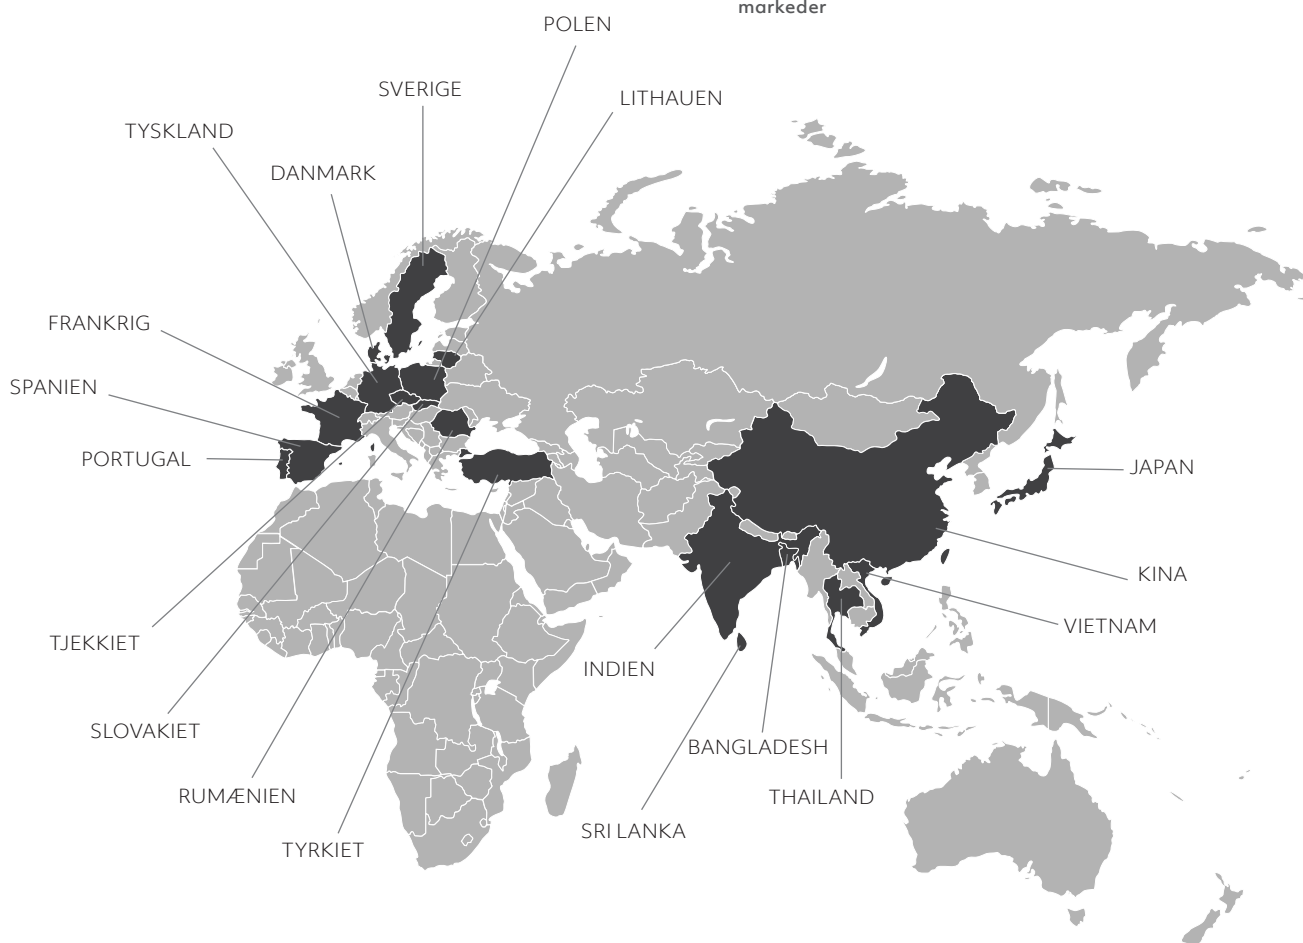 markeder
POLEN
SVERIGE
LITHAUEN
TYSKLAND
DANMARK
FRANKRIG
SPANIEN
PORTUGAL
JAPAN
KINA
VIETNAM
TJEKKIET
INDIEN
SLOVAKIET
BANGLADESH
RUMÆNIEN
THAILAND
SRI LANKA
TYRKIET